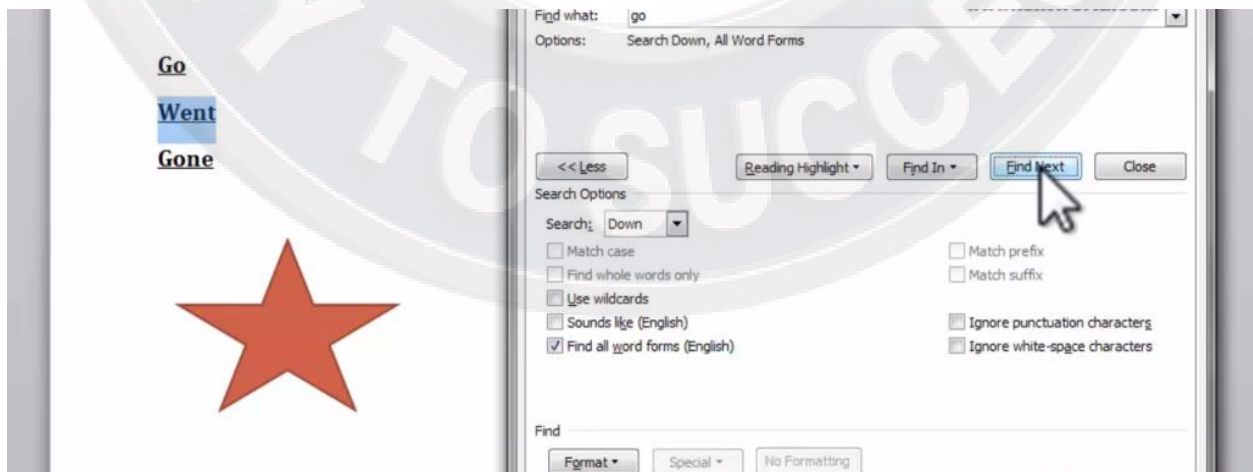 Find what: go
Options: Search Down, All Word Forms
Go
Went
Gone
<< Less Reading Highlight Find In Find Next Close
Search Options
Search: Down
Match case Match prefix
Find whole words only Match suffix
Use wildcards
Sounds like (English) Ignore punctuation characters
Find all word forms (English) Ignore white-space characters
Find
Format Special No Formatting
TO SUCCE